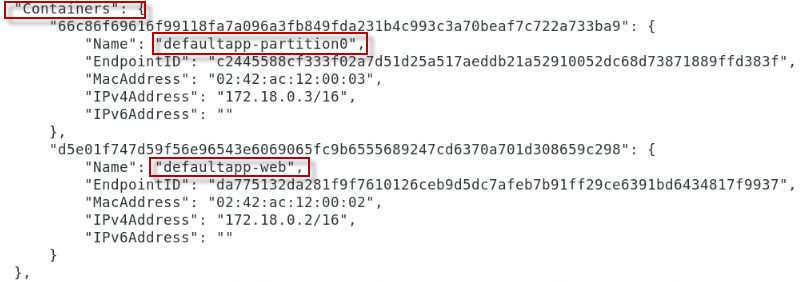 "Containers": {
"66c86f69616f99118fa7a096a3fb849fda231b4c993c3a70beaf7c722a733ba9": {
"Name": "defaultapp-partition0",
"EndpointID": "c2445588cf333f02a7d51d25a517aeddb21a52910052dc68d73871889ffd383f",
"MacAddress": "02:42:ac:12:00:03",
"IPv4Address": "172.18.0.3/16",
"IPv6Address": ""
},
"d5e01f747d59f56e96543e6069065fc9b6555689247cd6370a701d308659c298": {
"Name": "defaultapp-web",
"EndpointID": "da775132da281f9f7610126ceb9d5dc7afeb7b91ff29ce6391bd6434817f9937",
"MacAddress": "02:42:ac:12:00:02",
"IPv4Address": "172.18.0.2/16",
"IPv6Address": ""
}
},